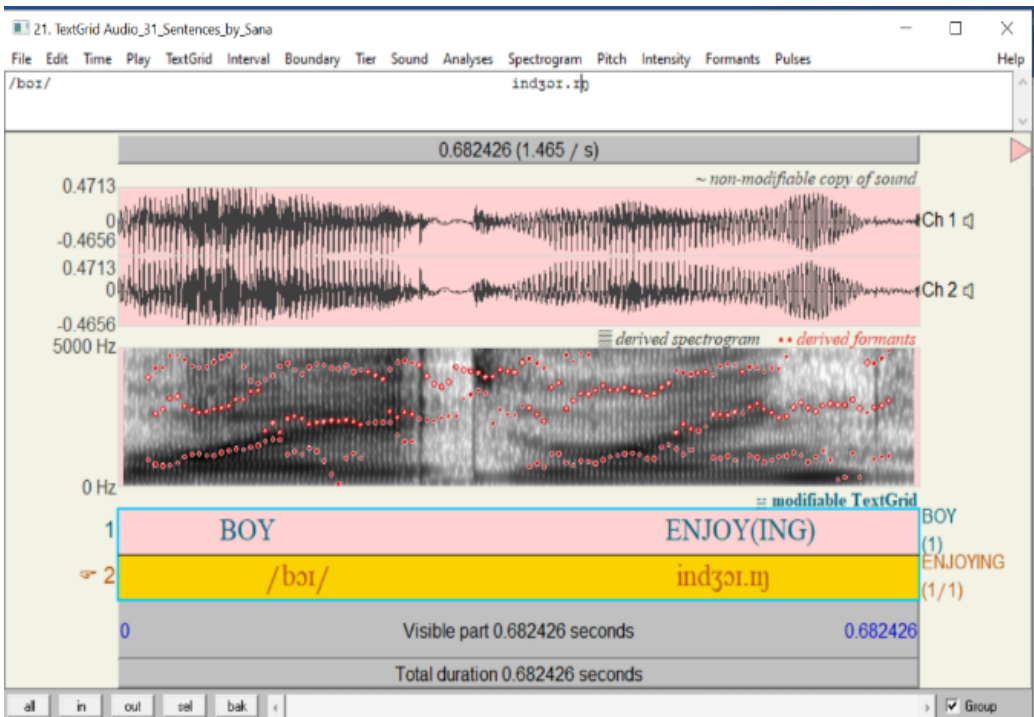 21. TextGrid Audio_31_Sentences_by_Sana
File Edit Time Play TextGrid Interval Boundary Tier Sound Analyses Spectrogram Pitch Intensity Formants Pulses Help
/bɔɪ/ indʒɔɪ.ɪŋ
0.682426 (1.465 / s)
~ non-modifiable copy of sound
0.4713
0
-0.4656
Ch 1
0.4713
0
-0.4656
Ch 2
derived spectrogram derived formants
5000 Hz
0 Hz
modifiable TextGrid
1 BOY ENJOY(ING) BOY
(1)
2 /bɔɪ/ indʒɔɪ.ɪŋ ENJOYING
(1/1)
0 Visible part 0.682426 seconds 0.682426
Total duration 0.682426 seconds
all in out sel bak Group